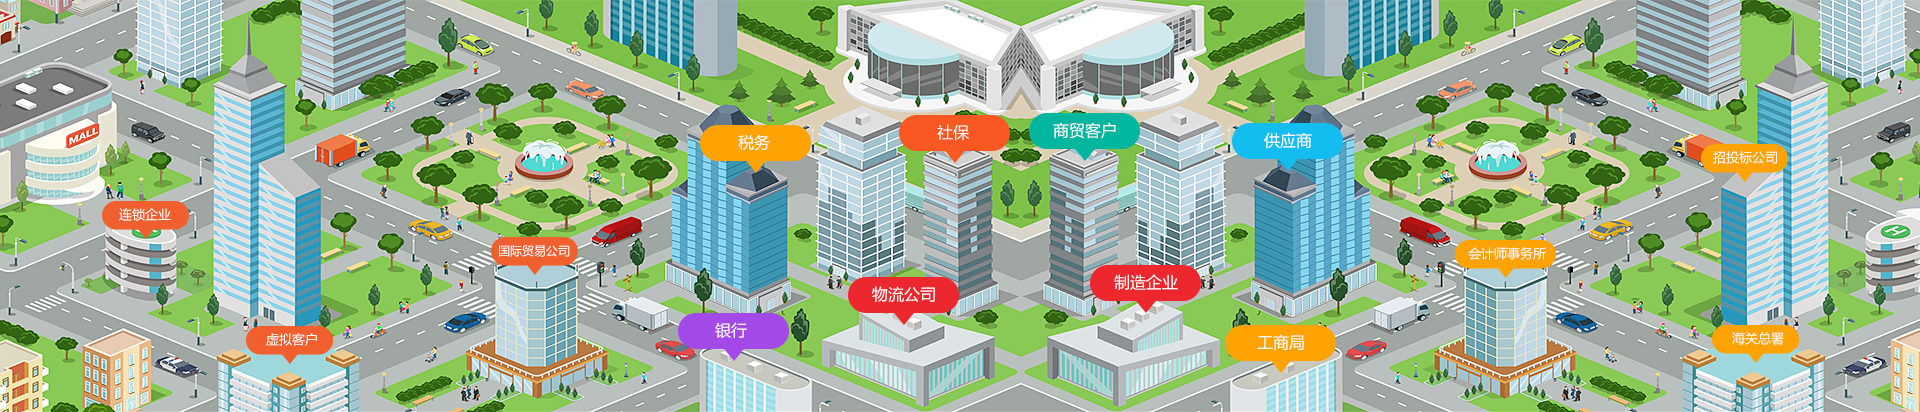 社保
商贸客户
税务
供应商
MALL
招投标公司
连锁企业
国际贸易公司
会计师事务所
物流公司
制造企业
银行
虚拟客户
工商局
海关总署
H